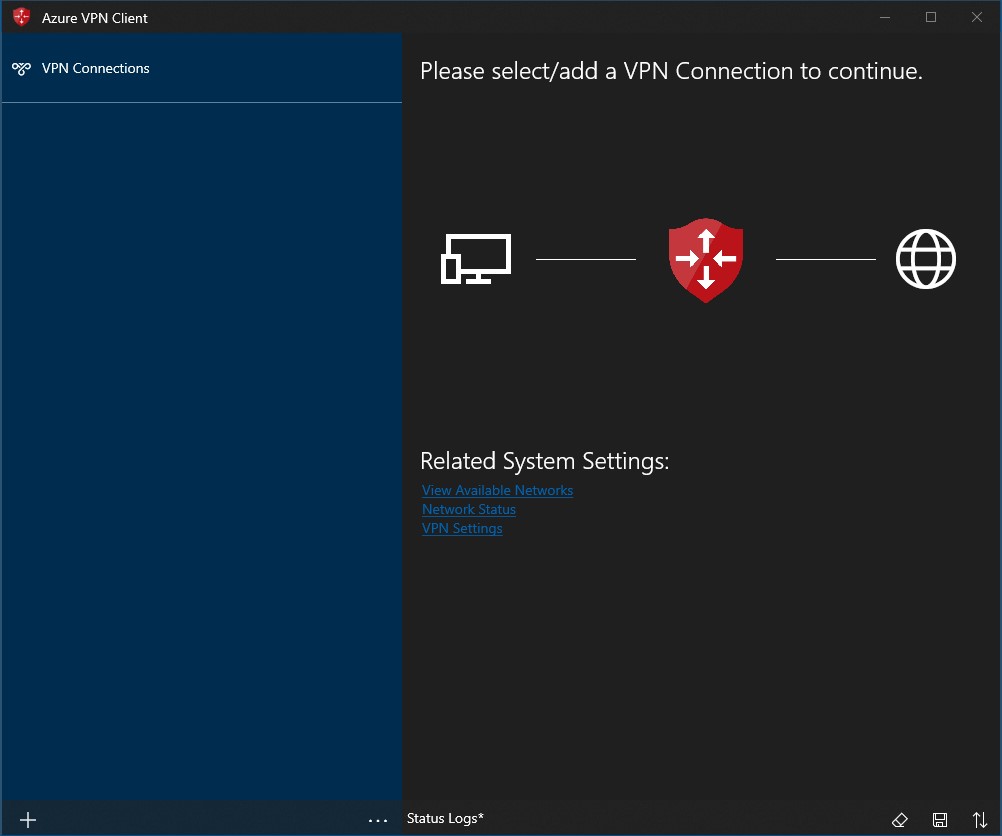 Azure VPN Client
VPN Connections
Please select/add a VPN Connection to continue.
Related System Settings:
View Available Networks
Network Status
VPN Settings
Status Logs*